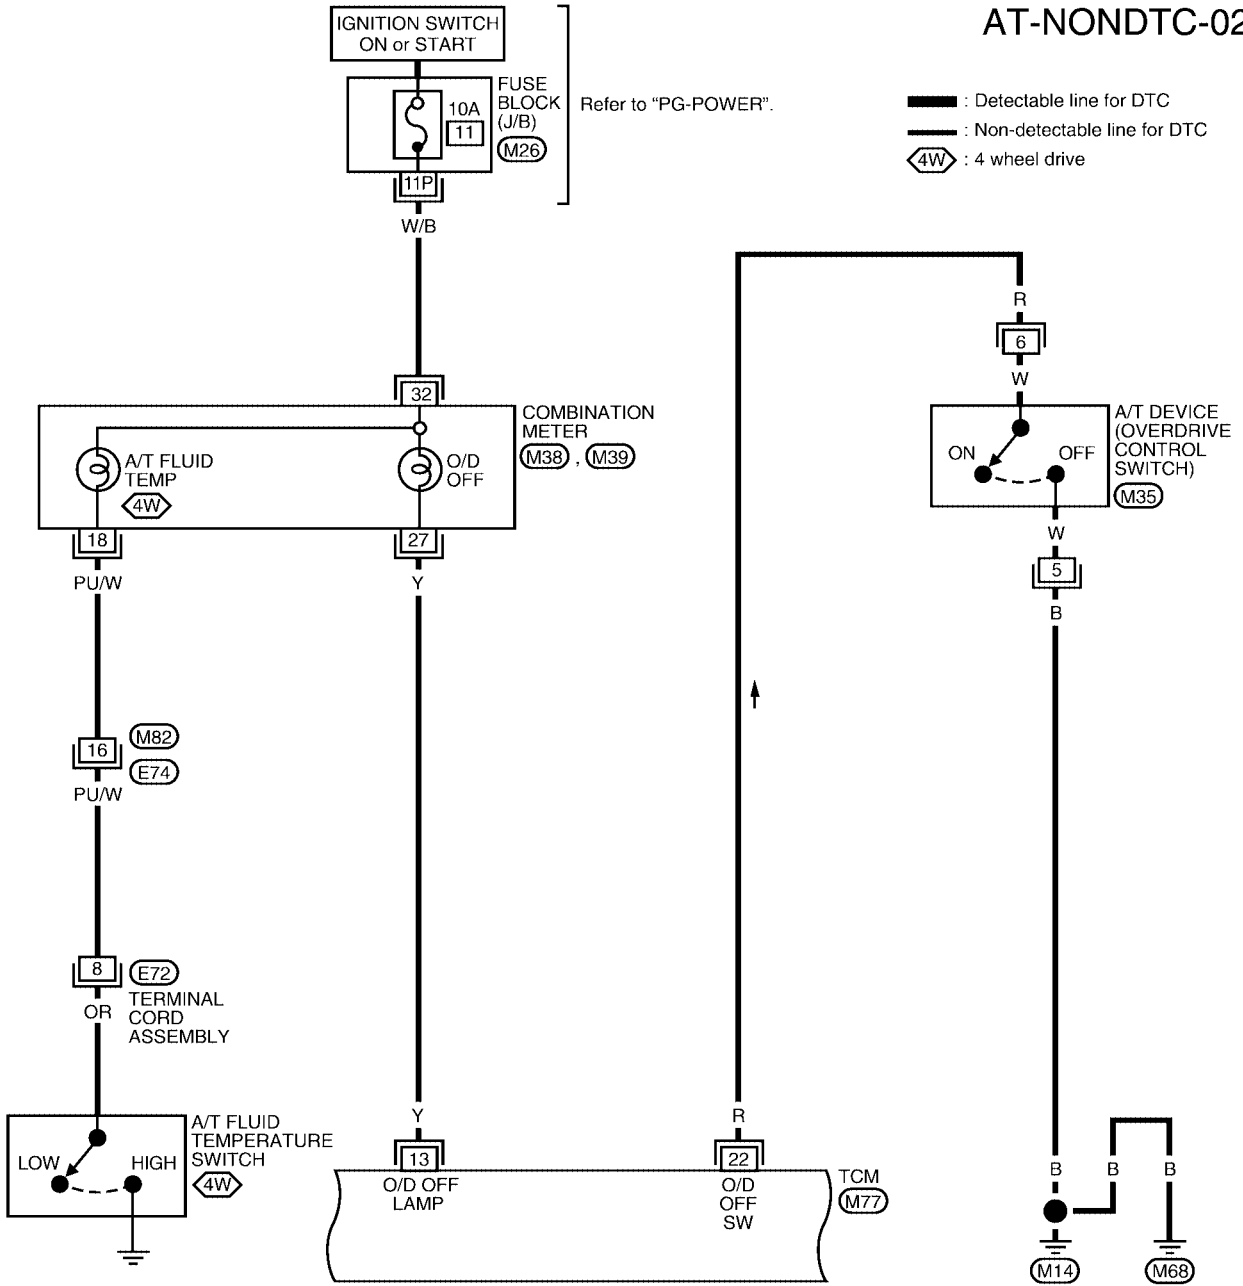 AT-NONDTC-02
IGNITION SWITCH
ON or START
FUSE
BLOCK
(J/B)
M26
10A
11
11P
Refer to “PG-POWER”.
: Detectable line for DTC
: Non-detectable line for DTC
4W : 4 wheel drive
W/B
R
6
W
32
COMBINATION
METER
M38 , M39
A/T FLUID
TEMP
4W
O/D
OFF
A/T DEVICE
(OVERDRIVE
CONTROL
SWITCH)
M35
ON
OFF
18
27
PU/W
Y
W
5
B
16
M82
E74
PU/W
8
E72
TERMINAL
CORD
ASSEMBLY
OR
A/T FLUID
TEMPERATURE
SWITCH
4W
LOW
HIGH
Y
R
13
22
O/D OFF
LAMP
O/D
OFF
SW
TCM
M77
B
B
B
M14
M68